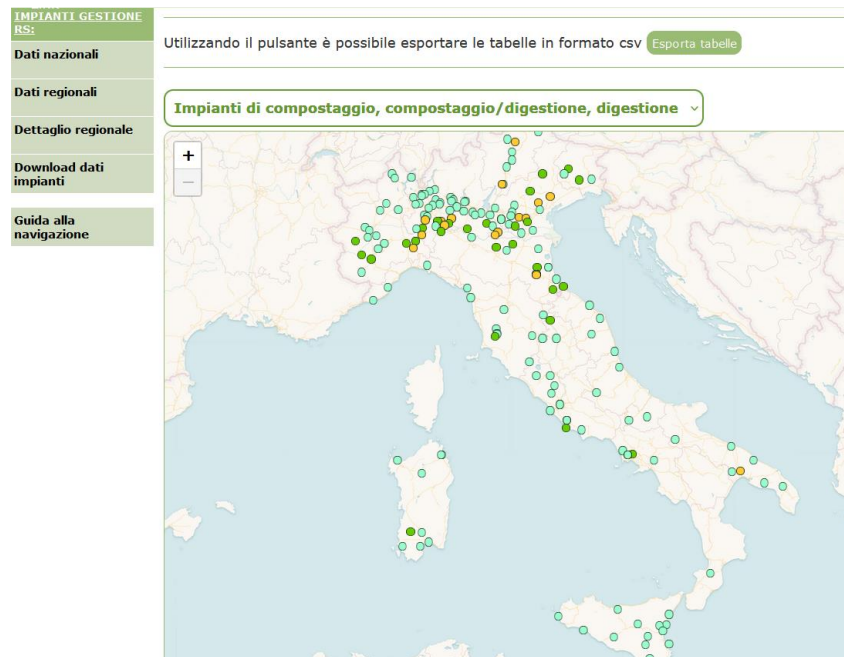 IMPIANTI GESTIONE
RS:
Dati nazionali
Dati regionali
Dettaglio regionale
Download dati
impianti
Guida alla
navigazione
Utilizzando il pulsante è possibile esportare le tabelle in formato csv Esporta tabelle
Impianti di compostaggio, compostaggio/digestione, digestione
+
−